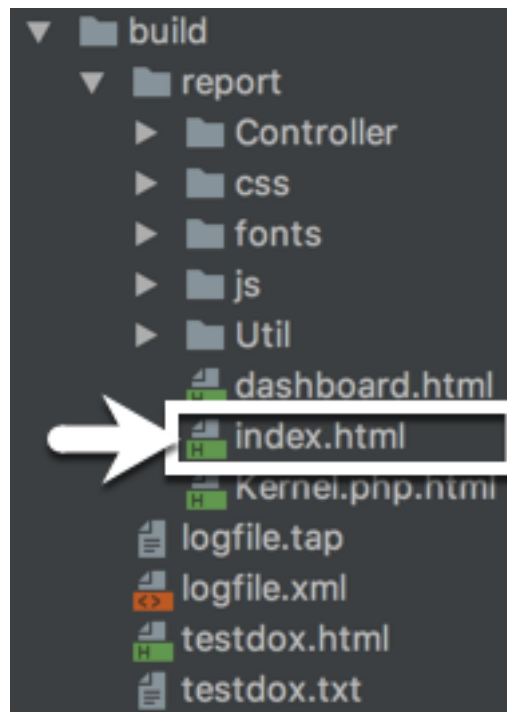 build
report
Controller
css
fonts
js
Util
dashboard.html
index.html
Kernel.php.html
logfile.tap
logfile.xml
testdox.html
testdox.txt